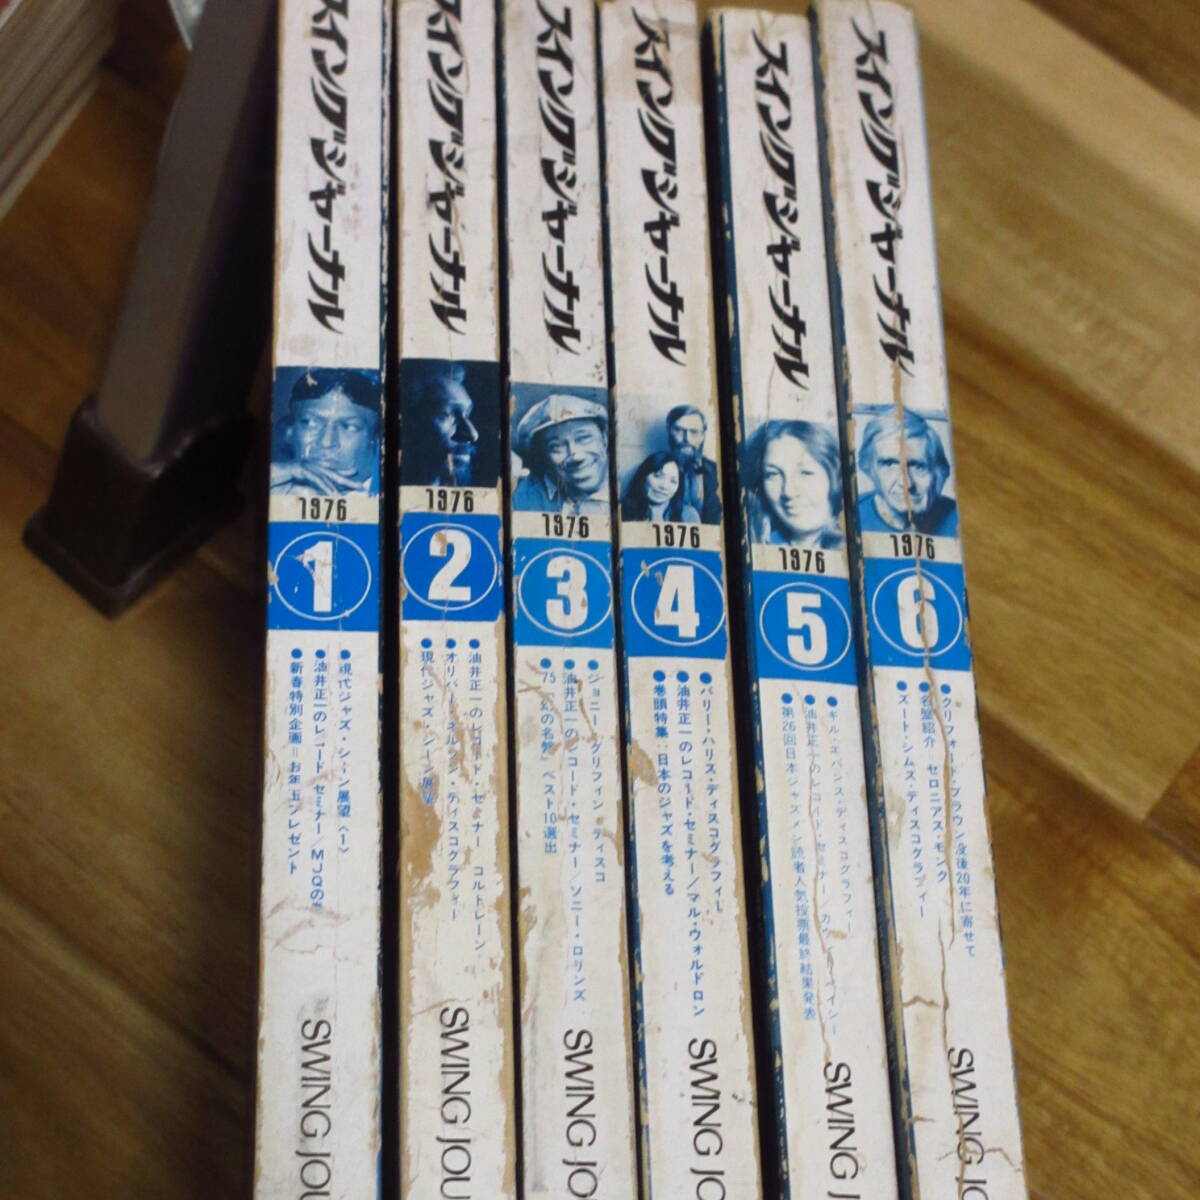 スイングジャーナル
1976
1
●現代ジャズ・シーン展望〈1〉
●油井正一のレコード・セミナー/MJQの
●新春特別企画=お年玉プレゼント
SWING JOU
スイングジャーナル
1976
2
●油井正一のレコード・セミナー コルトレーン
●オリバー・ネルソン・ディスコグラフィー
●現代ジャズ・シーン展望
SWING JOU
スイングジャーナル
1976
3
●ジョニー・グリフィン・ディスコ
●油井正一のレコード・セミナー/ソニー・ロリンズ
●'75「幻の名盤」ベスト10選出
SWING JO
スイングジャーナル
1976
4
●バリー・ハリス・ディスコグラフィー
●油井正一のレコード・セミナー/マル・ウォルドロン
●巻頭特集:日本のジャズを考える
SWING JO
スイングジャーナル
1976
5
●ギル・エバンス・ディスコグラフィー
●油井正一のレコード・セミナー/カウント・ベイシー
●第26回日本ジャズメン読者人気投票最終結果発表
SWING J
スイングジャーナル
1976
6
●クリフォード・ブラウン没後20年に寄せて
●名盤紹介=セロニアス・モンク
●ズート・シムズ・ディスコグラフィー
SWING JO